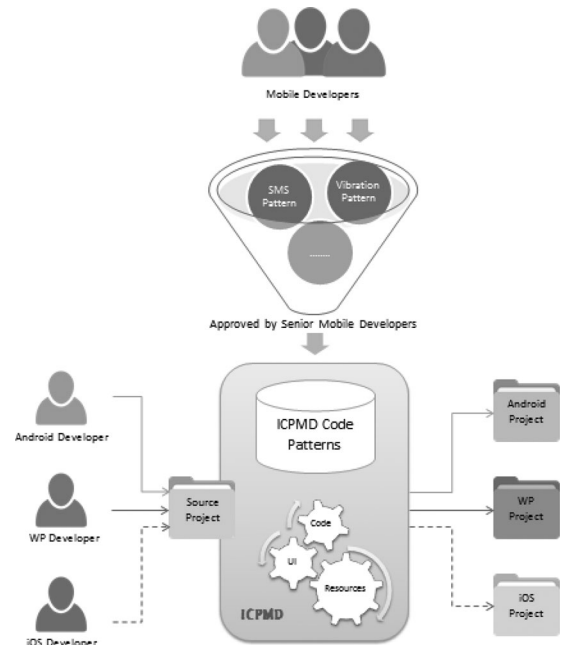 Mobile Developers
SMS
Pattern
Vibration
Pattern
.......
Approved by Senior Mobile Developers
ICPMD Code
Patterns
Android Developer
WP Developer
iOS Developer
Source
Project
Code
UI
Resources
ICPMD
Android
Project
WP
Project
iOS
Project